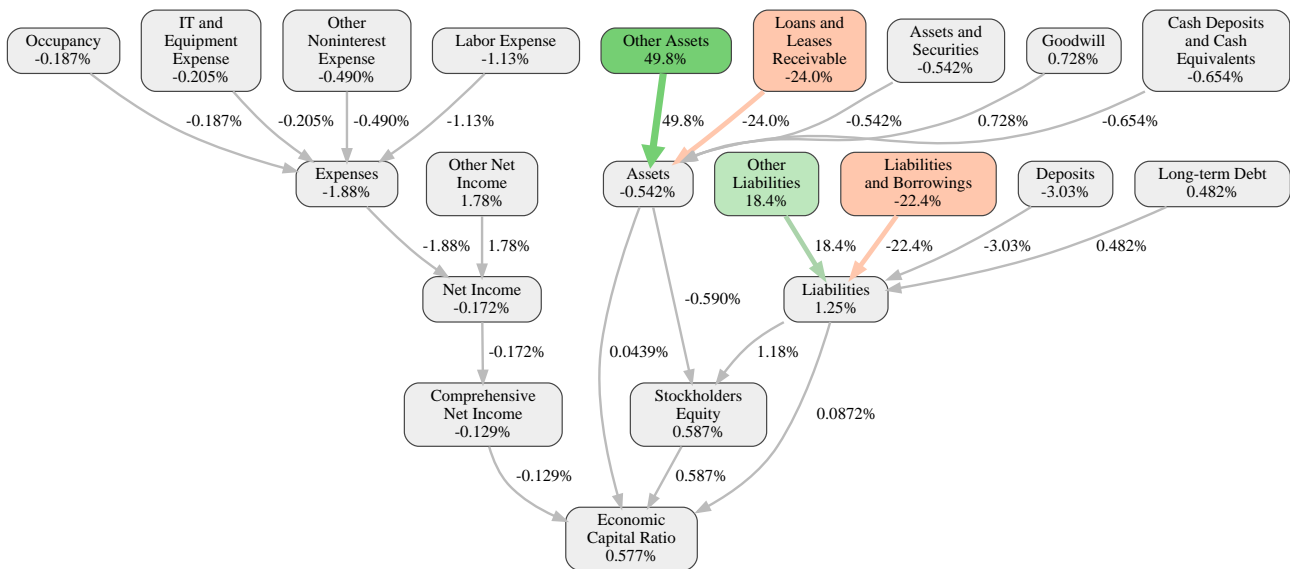 Occupancy
-0.187%
IT and
Equipment
Expense
-0.205%
Other
Noninterest
Expense
-0.490%
Labor Expense
-1.13%
Other Assets
49.8%
Loans and
Leases
Receivable
-24.0%
Assets and
Securities
-0.542%
Goodwill
0.728%
Cash Deposits
and Cash
Equivalents
-0.654%
-0.187%
-0.205%
-0.490%
-1.13%
49.8%
-24.0%
-0.542%
0.728%
-0.654%
Expenses
-1.88%
Other Net
Income
1.78%
Assets
-0.542%
Other
Liabilities
18.4%
Liabilities
and Borrowings
-22.4%
Deposits
-3.03%
Long-term Debt
0.482%
-1.88%
1.78%
18.4%
-22.4%
-3.03%
0.482%
Net Income
-0.172%
-0.590%
Liabilities
1.25%
-0.172%
0.0439%
1.18%
Comprehensive
Net Income
-0.129%
Stockholders
Equity
0.587%
0.0872%
-0.129%
0.587%
Economic
Capital Ratio
0.577%